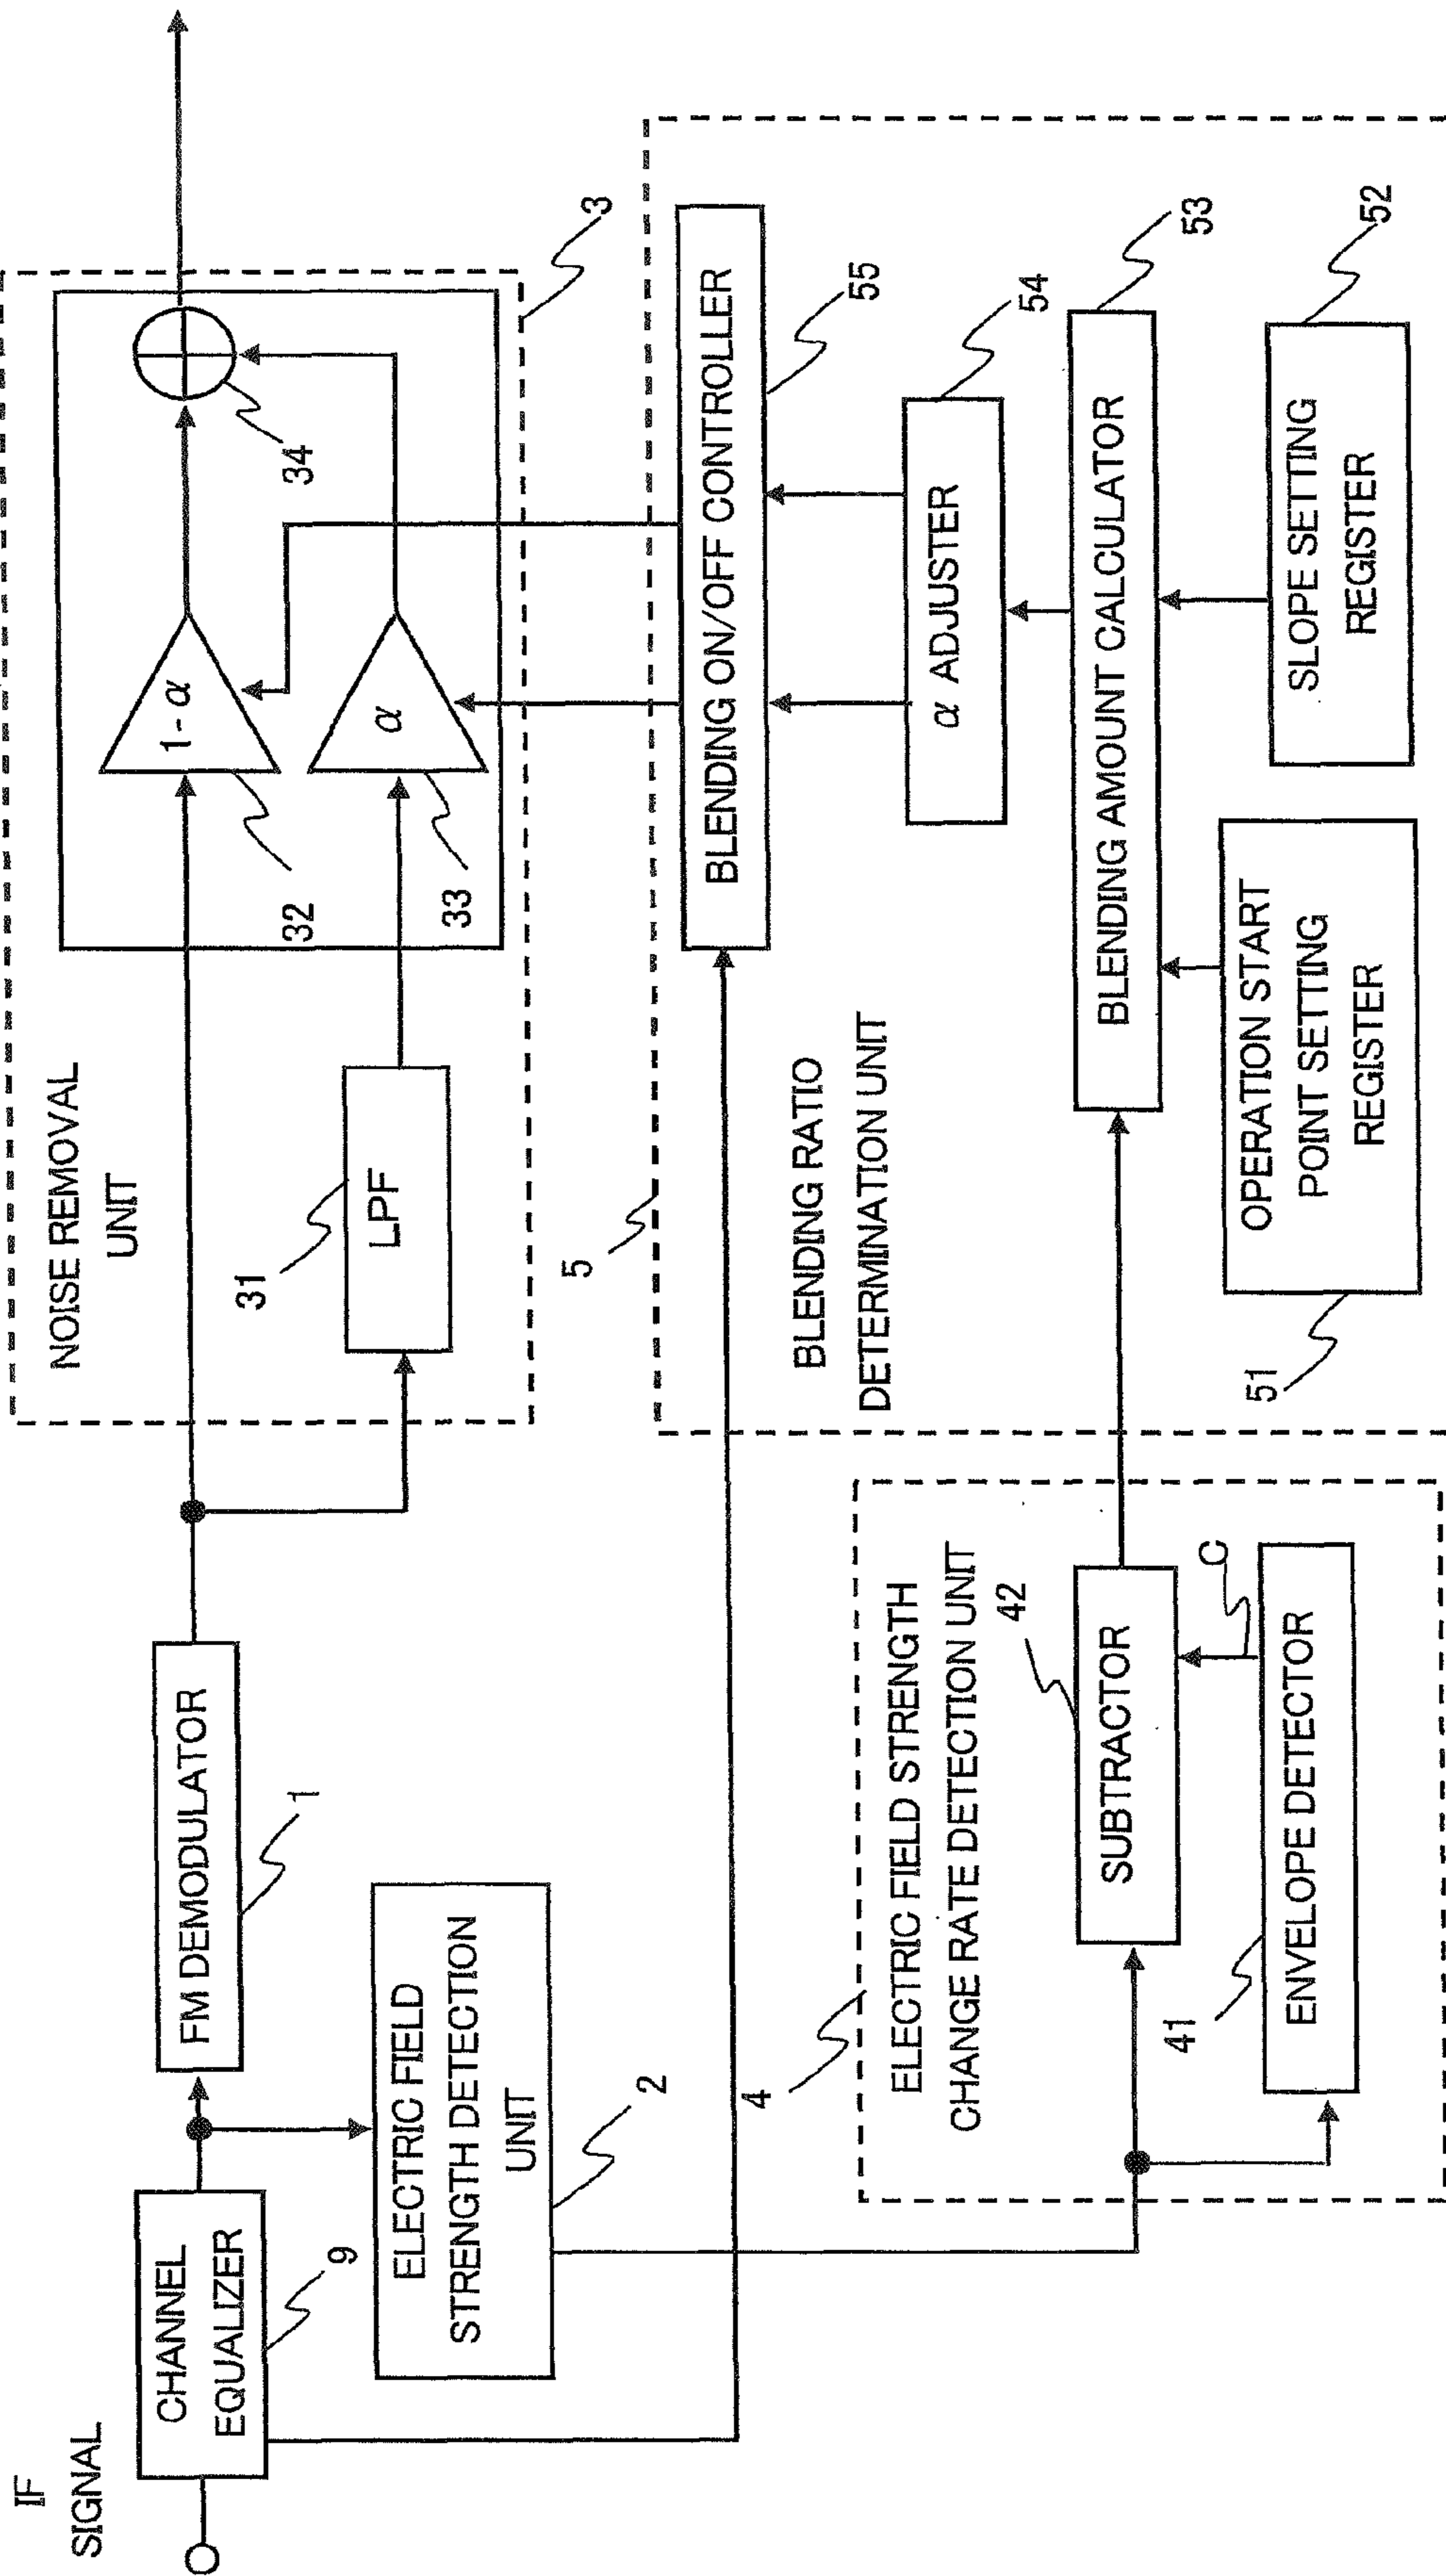 IF
SIGNAL
CHANNEL
EQUALIZER
9
FM DEMODULATOR
1
ELECTRIC FIELD
STRENGTH DETECTION
UNIT
2
NOISE REMOVAL
UNIT
3
LPF
31
1-α
32
α
33
34
ELECTRIC FIELD STRENGTH
CHANGE RATE DETECTION UNIT
4
SUBTRACTOR
42
C
ENVELOPE DETECTOR
41
BLENDING RATIO
DETERMINATION UNIT
5
BLENDING ON/OFF CONTROLLER
55
α ADJUSTER
54
BLENDING AMOUNT CALCULATOR
53
OPERATION START
POINT SETTING
REGISTER
51
SLOPE SETTING
REGISTER
52